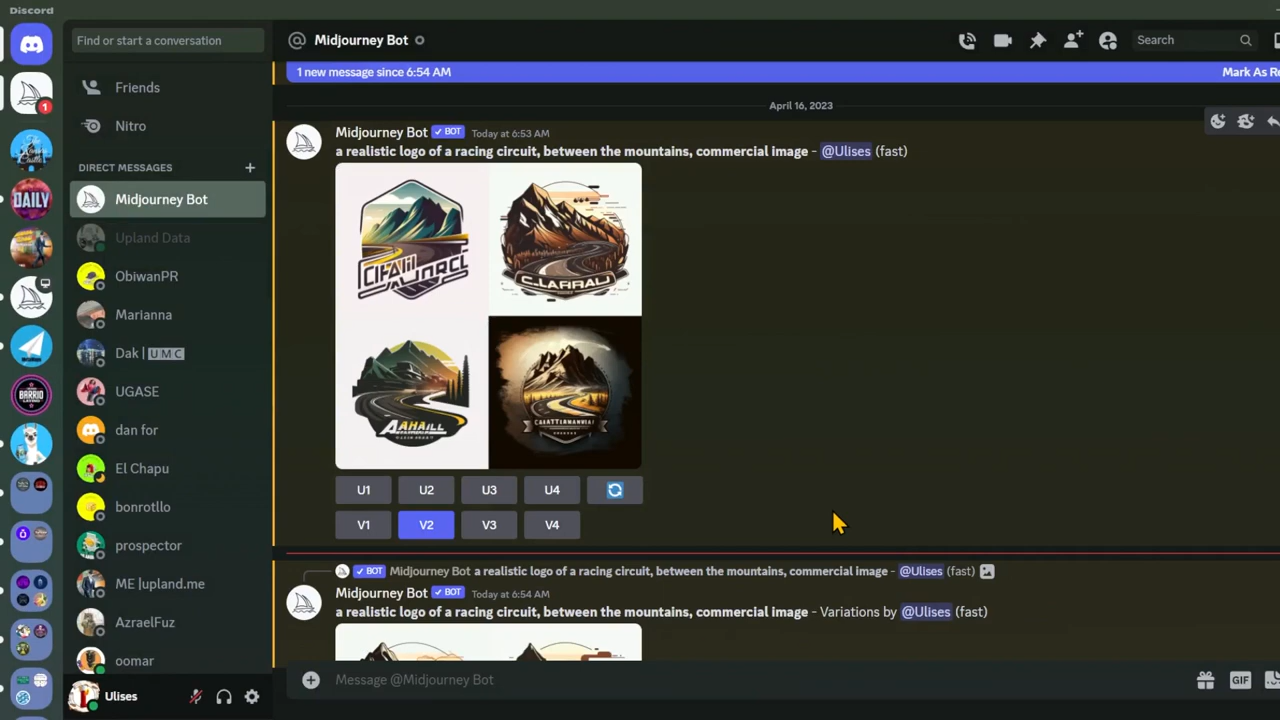 Discord
Find or start a conversation
Midjourney Bot
Search
1 new message since 6:54 AM
Mark As Re
1
Friends
Nitro
DIRECT MESSAGES
Midjourney Bot
Upland Data
ObiwanPR
Marianna
Dak | UMC
UGASE
dan for
El Chapu
bonrotllo
prospector
ME |upland.me
AzraelFuz
oomar
Ulises
DAILY
BARRIO
April 16, 2023
Midjourney Bot ✓ BOT Today at 6:53 AM
a realistic logo of a racing circuit, between the mountains, commercial image - @Ulises (fast)
CJARRAU
AAHAILL
U1 U2 U3 U4
V1 V2 V3 V4
✓ BOT Midjourney Bot a realistic logo of a racing circuit, between the mountains, commercial image - @Ulises (fast)
Midjourney Bot ✓ BOT Today at 6:54 AM
a realistic logo of a racing circuit, between the mountains, commercial image - Variations by @Ulises (fast)
Message @Midjourney Bot
GIF